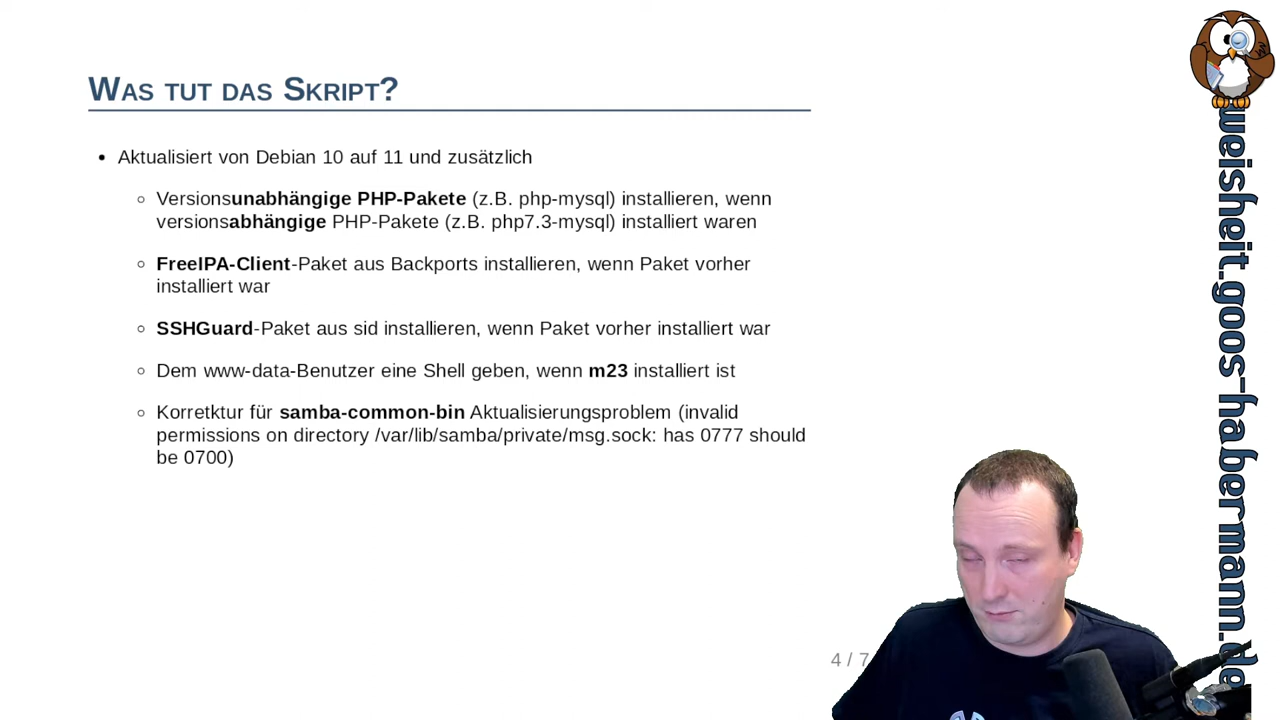 Was tut das Skript?
Aktualisiert von Debian 10 auf 11 und zusätzlich
Versionsunabhängige PHP-Pakete (z.B. php-mysql) installieren, wenn
versionsabhängige PHP-Pakete (z.B. php7.3-mysql) installiert waren
FreeIPA-Client-Paket aus Backports installieren, wenn Paket vorher
installiert war
SSHGuard-Paket aus sid installieren, wenn Paket vorher installiert war
Dem www-data-Benutzer eine Shell geben, wenn m23 installiert ist
Korretktur für samba-common-bin Aktualisierungsproblem (invalid
permissions on directory /var/lib/samba/private/msg.sock: has 0777 should
be 0700)
4 / 7
weisheit.goos-habermann.de